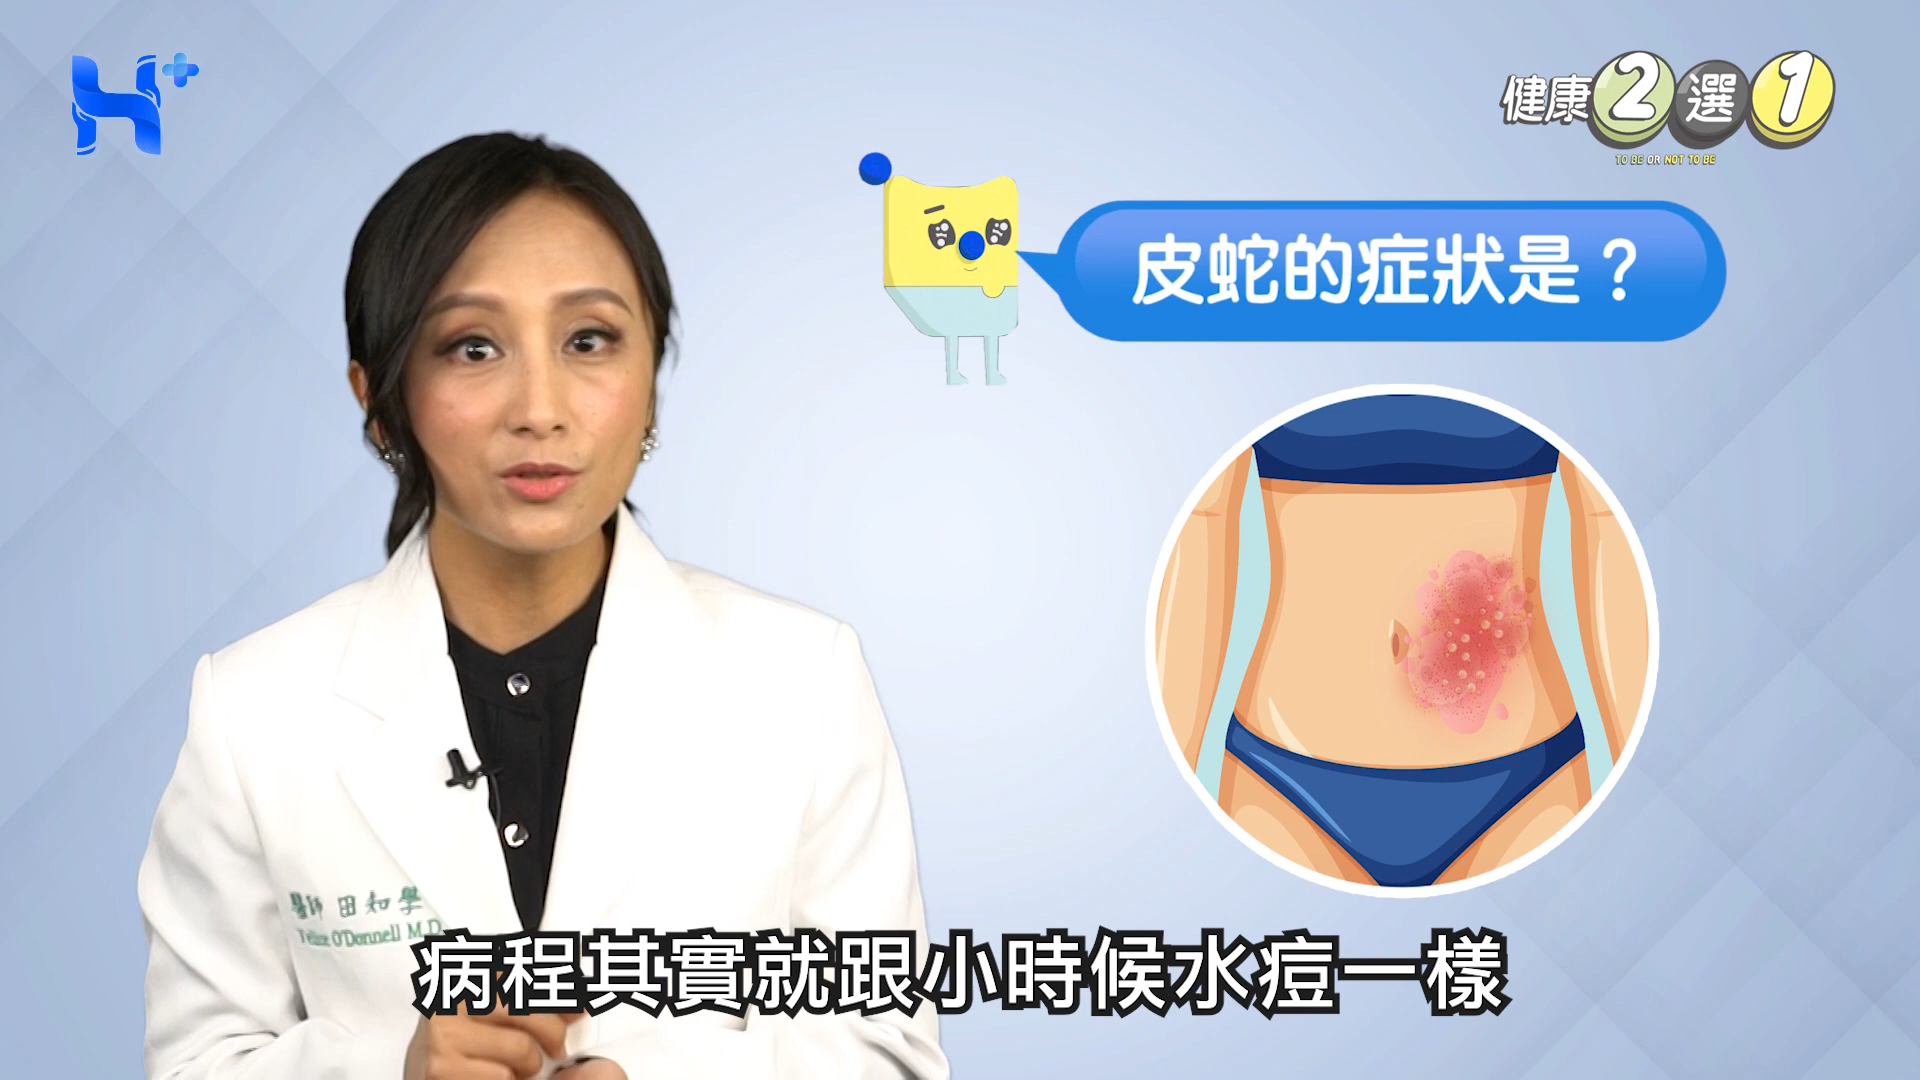 健康2選1
TO BE OR NOT TO BE
皮蛇的症狀是？
醫師 田知學
O'Donnell M.D.
病程其實就跟小時候水痘一樣